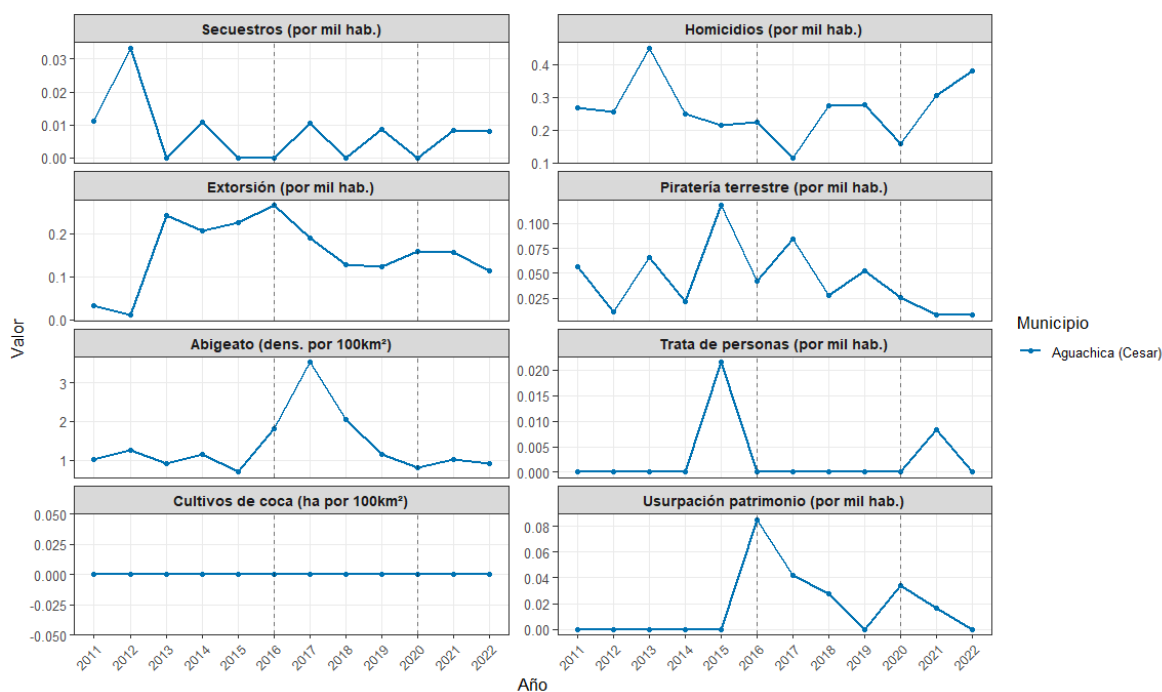 Secuestros (por mil hab.)
0.03
0.02
0.01
0.00
Homicidios (por mil hab.)
0.4
0.3
0.2
0.1
Extorsión (por mil hab.)
0.2
0.1
0.0
Piratería terrestre (por mil hab.)
0.100
0.075
0.050
0.025
Abigeato (dens. por 100km²)
3
2
1
Trata de personas (por mil hab.)
0.020
0.015
0.010
0.005
0.000
Cultivos de coca (ha por 100km²)
0.050
0.025
0.000
-0.025
-0.050
Usurpación patrimonio (por mil hab.)
0.08
0.06
0.04
0.02
0.00
2011 2012 2013 2014 2015 2016 2017 2018 2019 2020 2021 2022
2011 2012 2013 2014 2015 2016 2017 2018 2019 2020 2021 2022
Valor
Año
Municipio
Aguachica (Cesar)